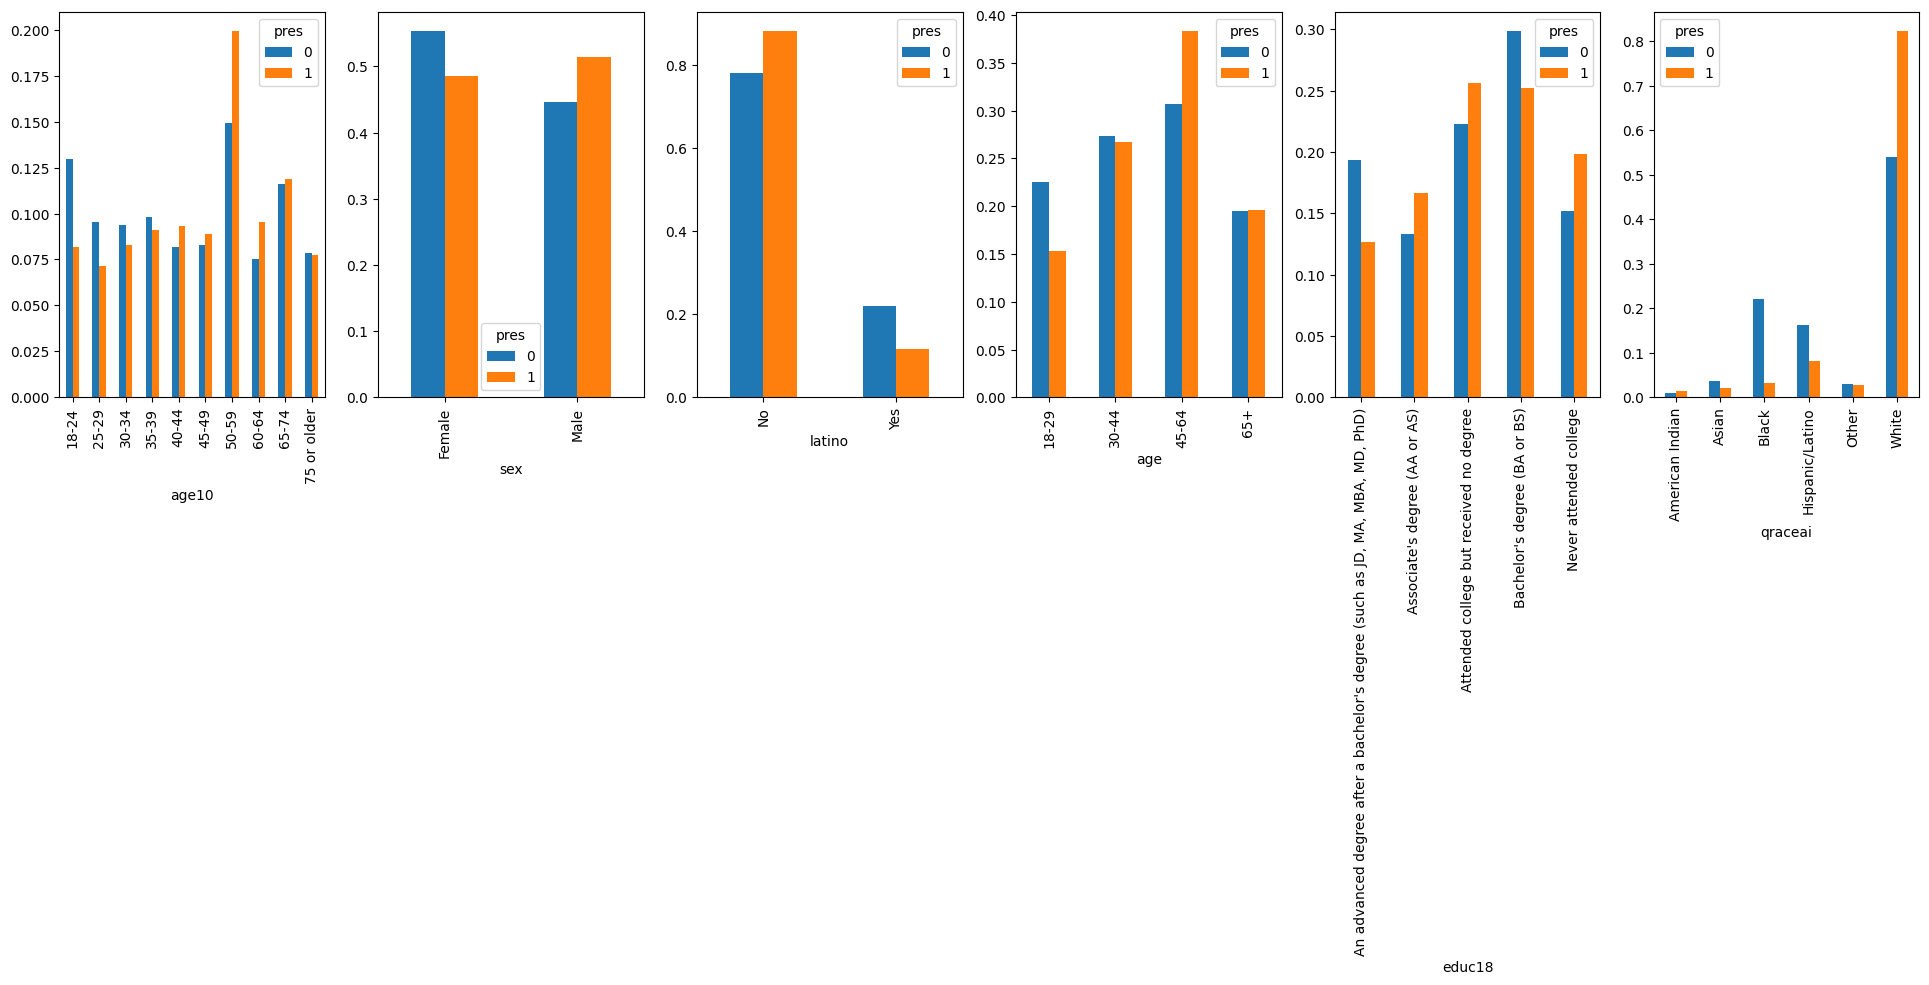 0.200
0.175
0.150
0.125
0.100
0.075
0.050
0.025
0.000
pres
0
1
18-24
25-29
30-34
35-39
40-44
45-49
50-59
60-64
65-74
75 or older
age10
0.5
0.4
0.3
0.2
0.1
0.0
pres
0
1
Female
Male
sex
0.8
0.6
0.4
0.2
0.0
pres
0
1
No
Yes
latino
0.40
0.35
0.30
0.25
0.20
0.15
0.10
0.05
0.00
pres
0
1
18-29
30-44
45-64
65+
age
0.30
0.25
0.20
0.15
0.10
0.05
0.00
pres
0
1
An advanced degree after a bachelor's degree (such as JD, MA, MBA, MD, PhD)
Associate's degree (AA or AS)
Attended college but received no degree
Bachelor's degree (BA or BS)
Never attended college
educ18
0.8
0.7
0.6
0.5
0.4
0.3
0.2
0.1
0.0
pres
0
1
American Indian
Asian
Black
Hispanic/Latino
Other
White
qraceai